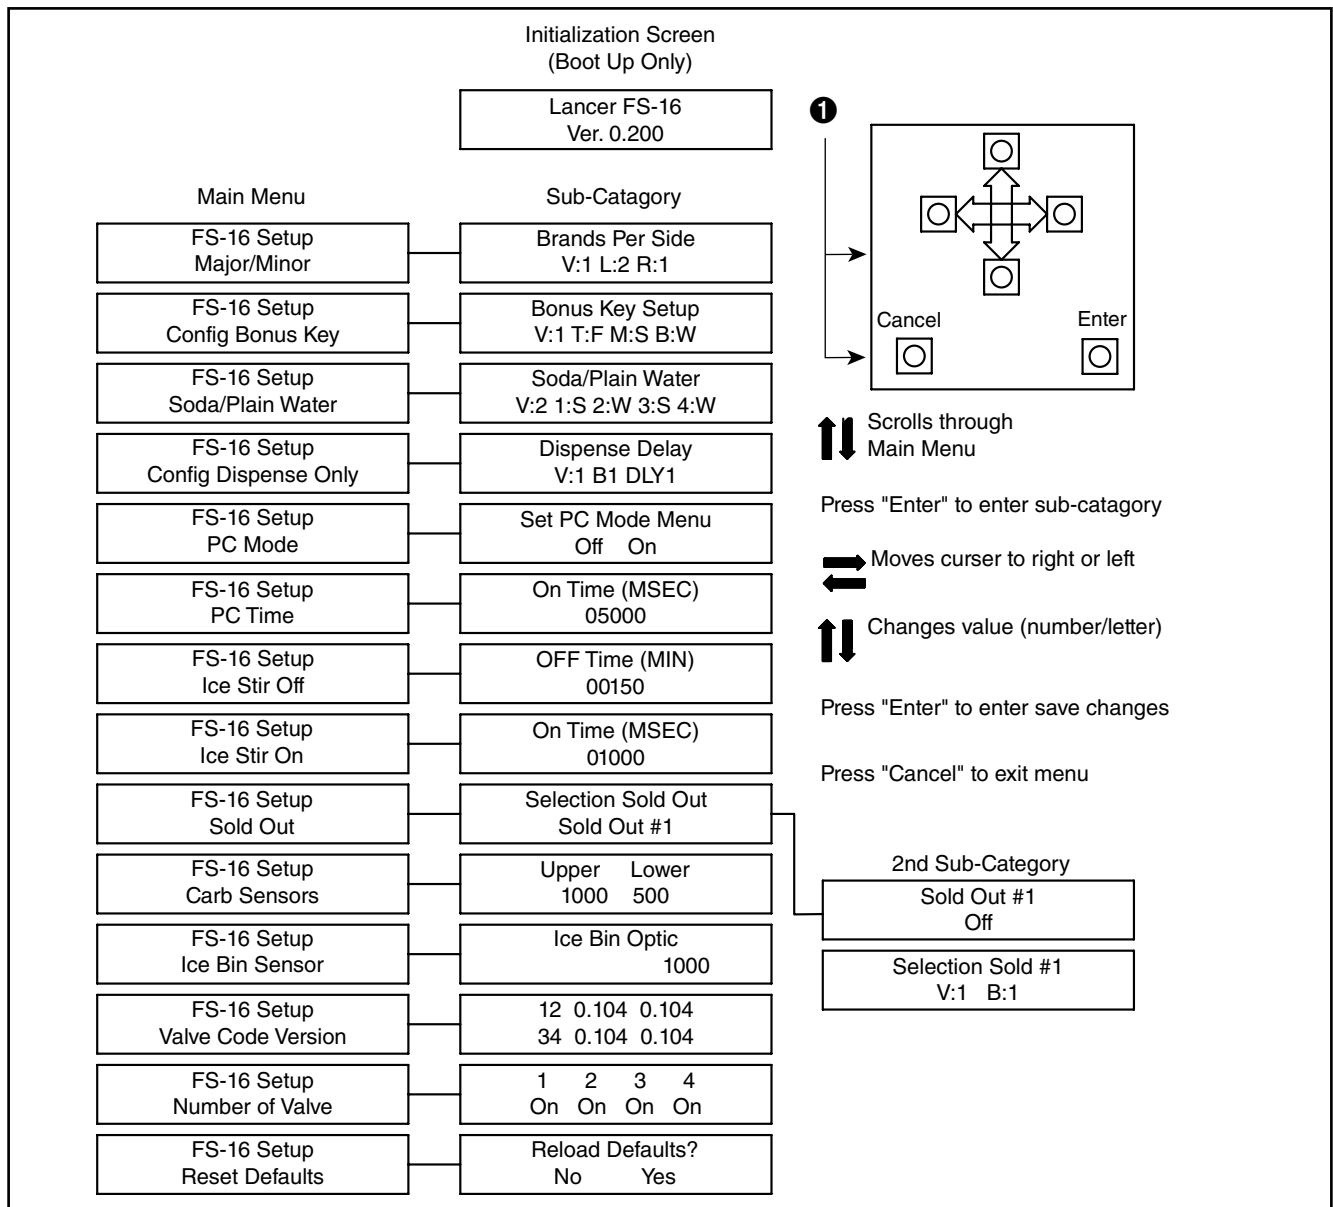 Initialization Screen
(Boot Up Only)
Lancer FS-16
Ver. 0.200
Main Menu
Sub-Catagory
FS-16 Setup
Major/Minor
Brands Per Side
V:1 L:2 R:1
FS-16 Setup
Config Bonus Key
Bonus Key Setup
V:1 T:F M:S B:W
FS-16 Setup
Soda/Plain Water
Soda/Plain Water
V:2 1:S 2:W 3:S 4:W
FS-16 Setup
Config Dispense Only
Dispense Delay
V:1 B1 DLY1
FS-16 Setup
PC Mode
Set PC Mode Menu
Off On
FS-16 Setup
PC Time
On Time (MSEC)
05000
FS-16 Setup
Ice Stir Off
OFF Time (MIN)
00150
FS-16 Setup
Ice Stir On
On Time (MSEC)
01000
FS-16 Setup
Sold Out
Selection Sold Out
Sold Out #1
FS-16 Setup
Carb Sensors
Upper Lower
1000 500
FS-16 Setup
Ice Bin Sensor
Ice Bin Optic
1000
FS-16 Setup
Valve Code Version
12 0.104 0.104
34 0.104 0.104
FS-16 Setup
Number of Valve
1 2 3 4
On On On On
FS-16 Setup
Reset Defaults
Reload Defaults?
No Yes
1
Cancel
Enter
Scrolls through
Main Menu
Press "Enter" to enter sub-catagory
Moves curser to right or left
Changes value (number/letter)
Press "Enter" to enter save changes
Press "Cancel" to exit menu
2nd Sub-Category
Sold Out #1
Off
Selection Sold #1
V:1 B:1